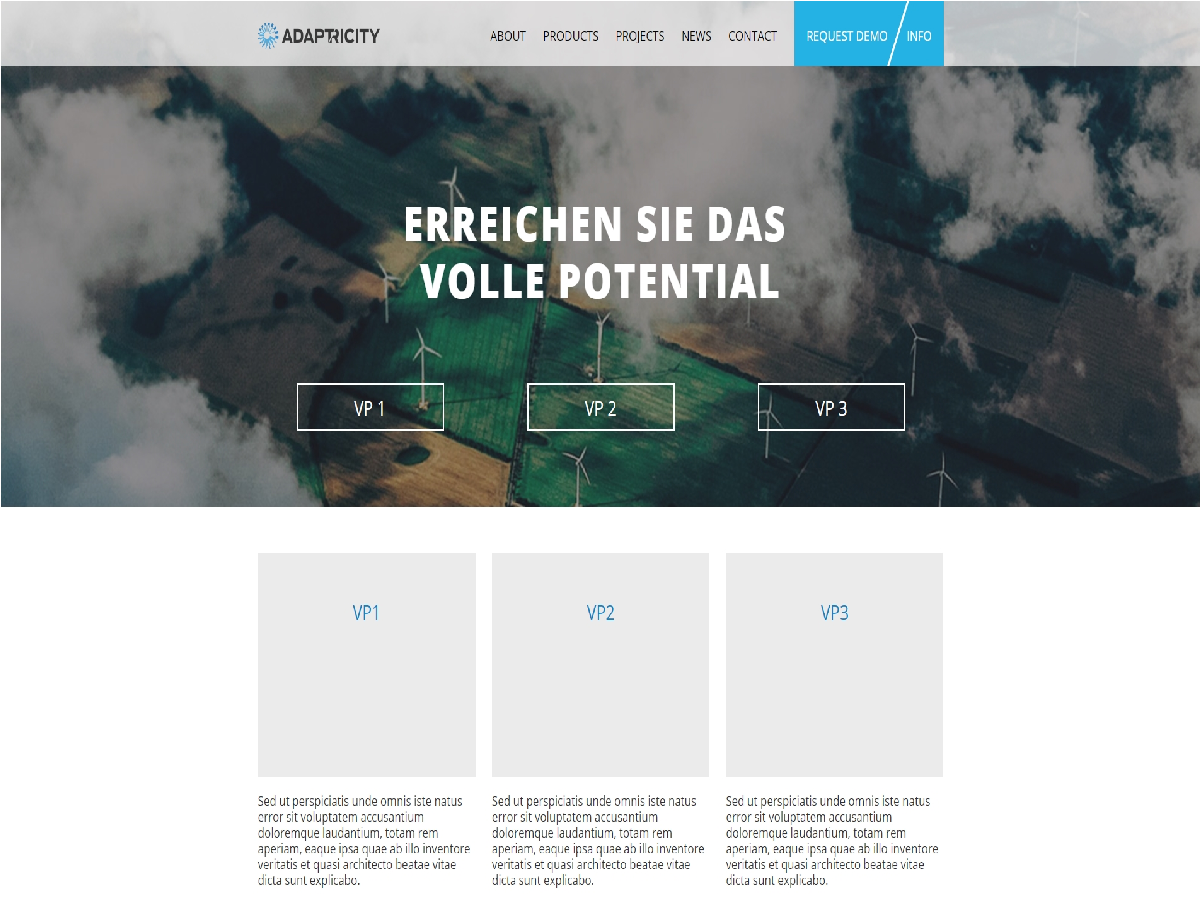 ADAPTRICITY
ABOUT PRODUCTS PROJECTS NEWS CONTACT REQUEST DEMO INFO
ERREICHEN SIE DAS
VOLLE POTENTIAL
VP 1 VP 2 VP 3
VP1 VP2 VP3
Sed ut perspiciatis unde omnis iste natus
error sit voluptatem accusantium
doloremque laudantium, totam rem
aperiam, eaque ipsa quae ab illo inventore
veritatis et quasi architecto beatae vitae
dicta sunt explicabo.
Sed ut perspiciatis unde omnis iste natus
error sit voluptatem accusantium
doloremque laudantium, totam rem
aperiam, eaque ipsa quae ab illo inventore
veritatis et quasi architecto beatae vitae
dicta sunt explicabo.
Sed ut perspiciatis unde omnis iste natus
error sit voluptatem accusantium
doloremque laudantium, totam rem
aperiam, eaque ipsa quae ab illo inventore
veritatis et quasi architecto beatae vitae
dicta sunt explicabo.